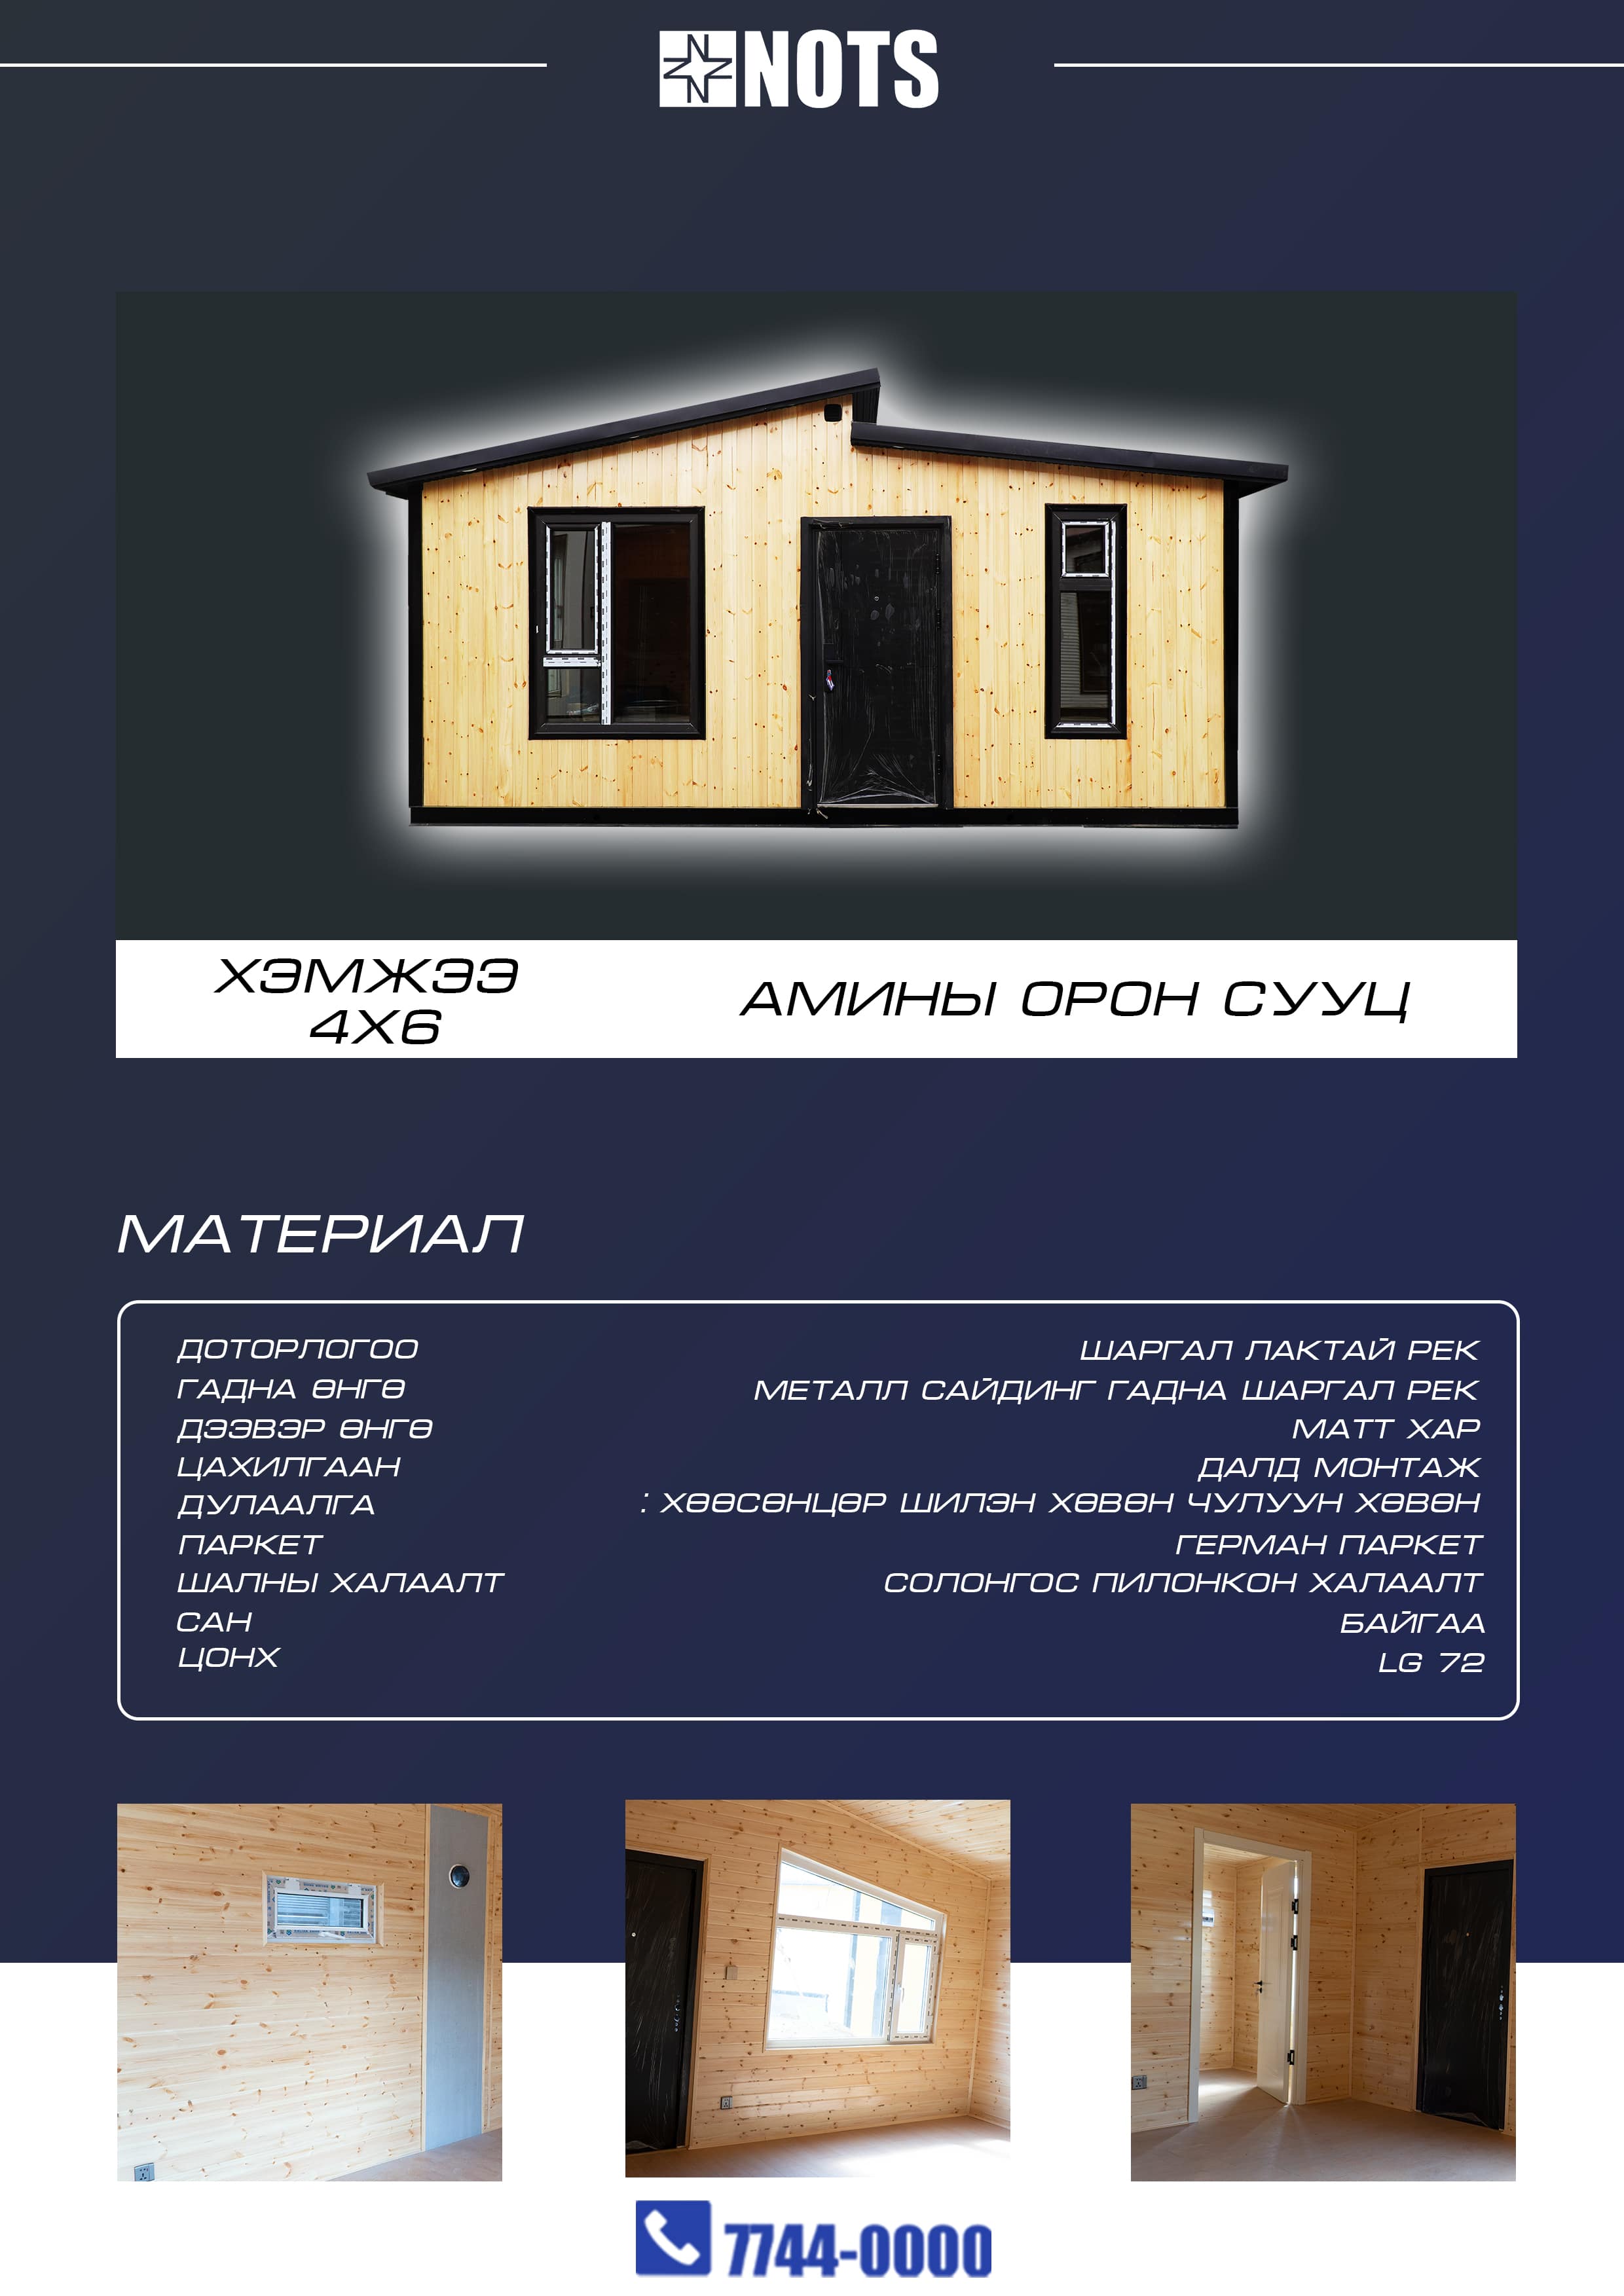 NOTS
ХЭМЖЭЭ
4X6
АМИНЫ ОРОН СУУЦ
МАТЕРИАЛ
ДОТОРЛОГОО ШАРГАЛ ЛАКТАЙ РЕК
ГАДНА ӨНГӨ МЕТАЛЛ САЙДИНГ ГАДНА ШАРГАЛ РЕК
ДЭЭВЭР ӨНГӨ МАТТ ХАР
ЦАХИЛГААН ДАЛД МОНТАЖ
ДУЛААЛГА : ХӨӨСӨНЦӨР ШИЛЭН ХӨВӨН ЧУЛУУН ХӨВӨН
ПАРКЕТ ГЕРМАН ПАРКЕТ
ШАЛНЫ ХАЛААЛТ СОЛОНГОС ПИЛОНКОН ХАЛААЛТ
САН БАЙГАА
ЦОНХ LG 72
7744-0000